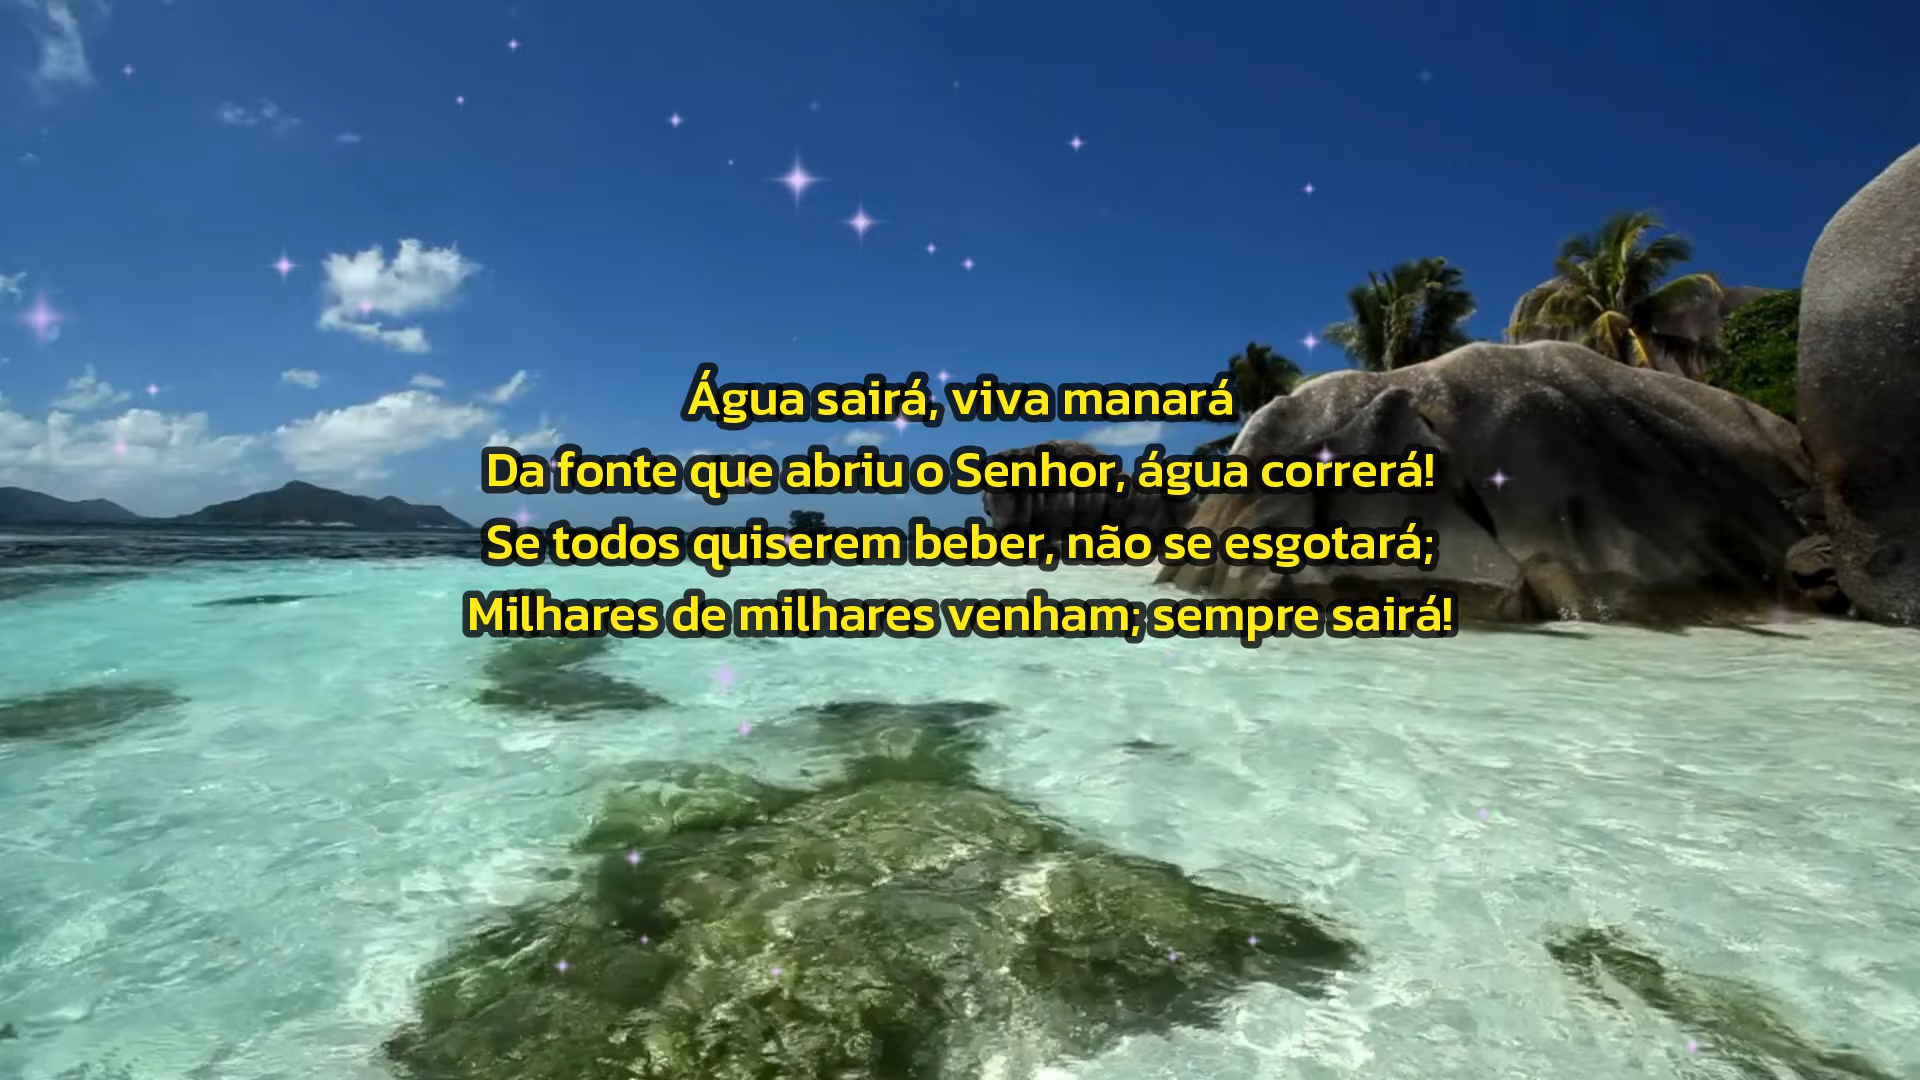 Água sairá, viva manará
Da fonte que abriu o Senhor, água correrá!
Se todos quiserem beber, não se esgotará;
Milhares de milhares venham; sempre sairá!